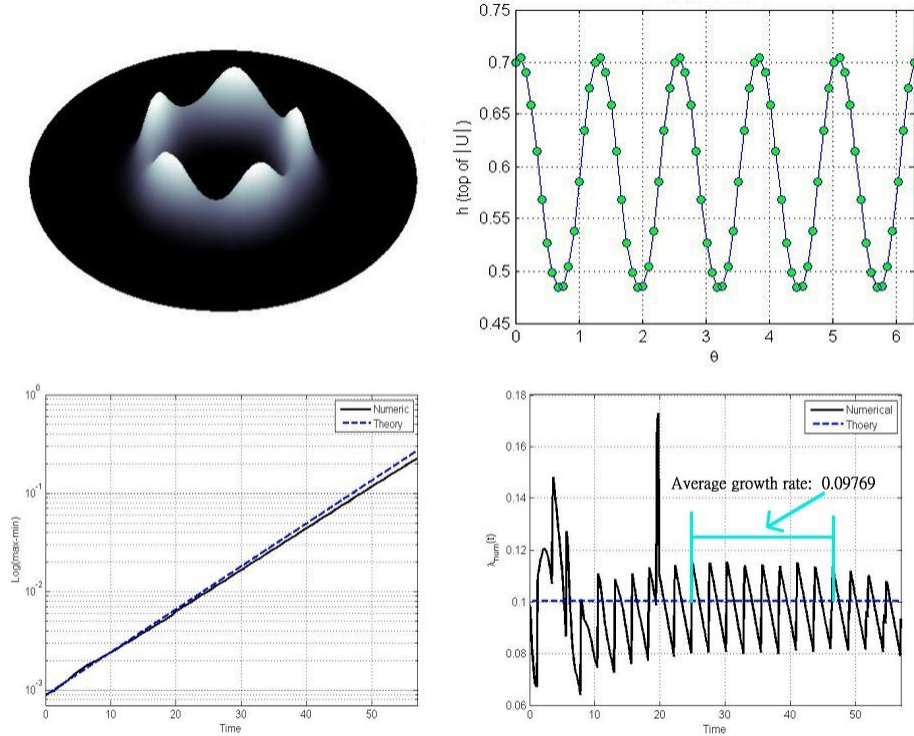 0.75
0.7
0.65
0.6
0.55
0.5
0.45
h (top of |U|)
0 1 2 3 4 5 6
θ
10^0
10^-1
10^-2
10^-3
Log(max-min)
Numeric
Theory
0 10 20 30 40 50
Time
0.18
0.16
0.14
0.12
0.1
0.08
0.06
λnum(t)
Numerical
Thoery
Average growth rate: 0.09769
0 10 20 30 40 50
Time